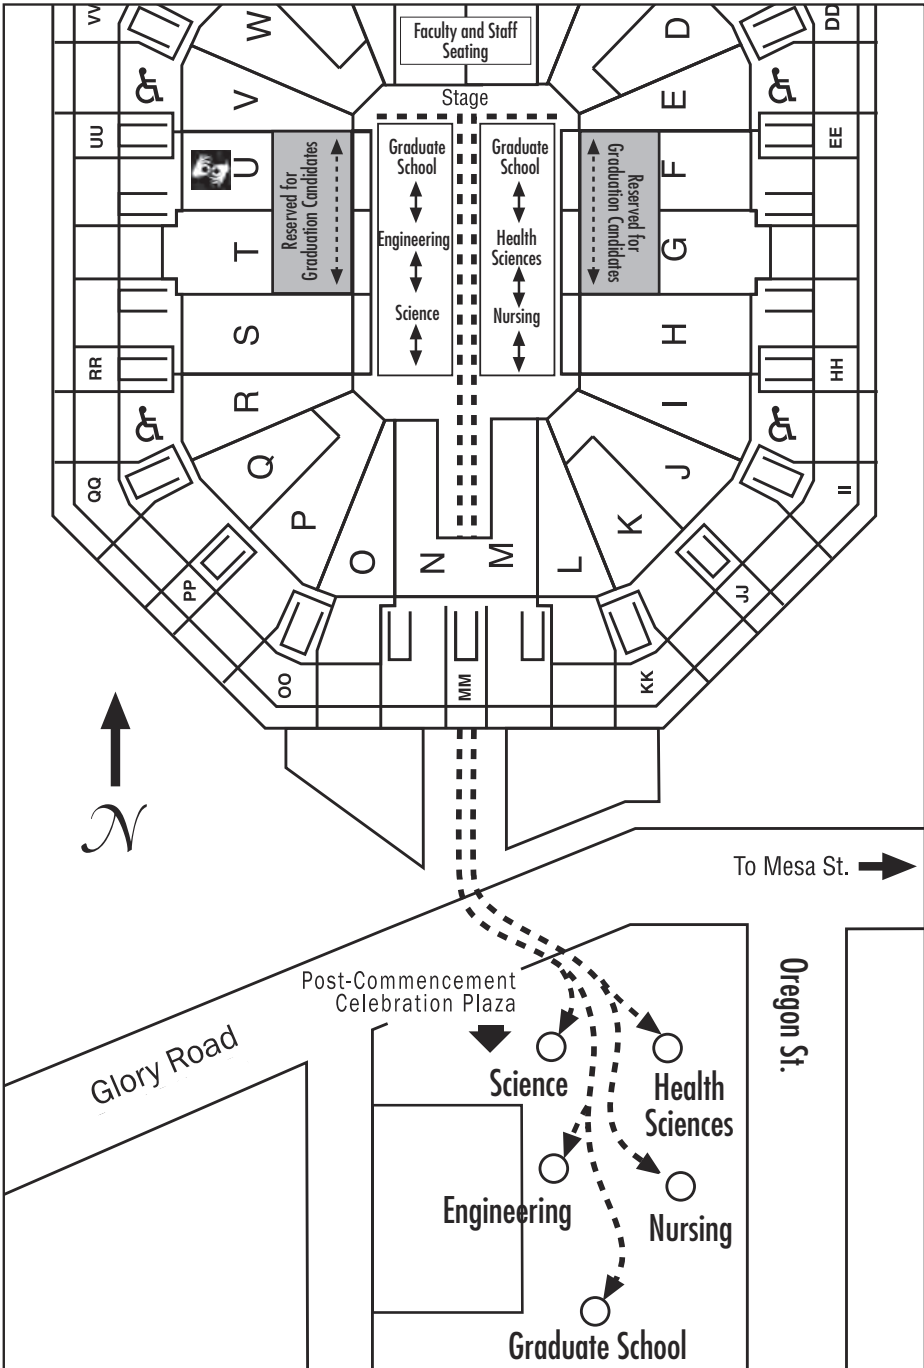 VV
W
Faculty and Staff
Seating
D
DD
V
Stage
E
UU
U
Reserved for
Graduation Candidates
Graduate
School
Graduate
School
Reserved for
Graduation Candidates
F
EE
T
Engineering
Health
Sciences
G
S
Science
Nursing
H
RR
HH
R
I
QQ
Q
J
II
P
K
O
N
M
L
PP
JJ
OO
MM
KK
N
To Mesa St.
Post-Commencement
Celebration Plaza
Oregon St.
Glory Road
Science
Health
Sciences
Engineering
Nursing
Graduate School